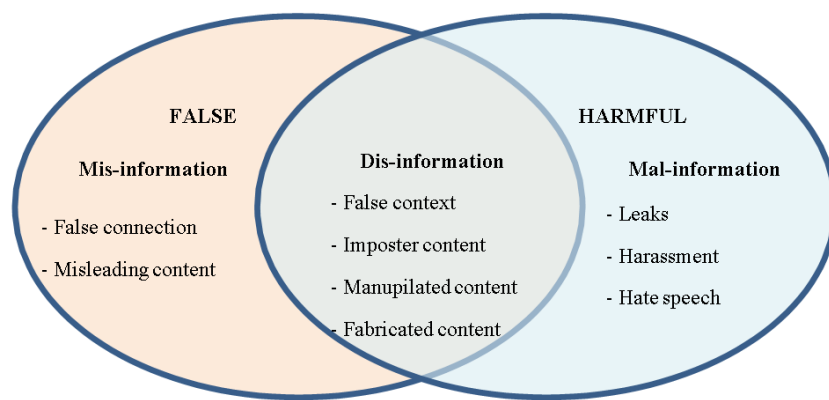 FALSE
Mis-information
- False connection
- Misleading content
Dis-information
- False context
- Imposter content
- Manupilated content
- Fabricated content
HARMFUL
Mal-information
- Leaks
- Harassment
- Hate speech